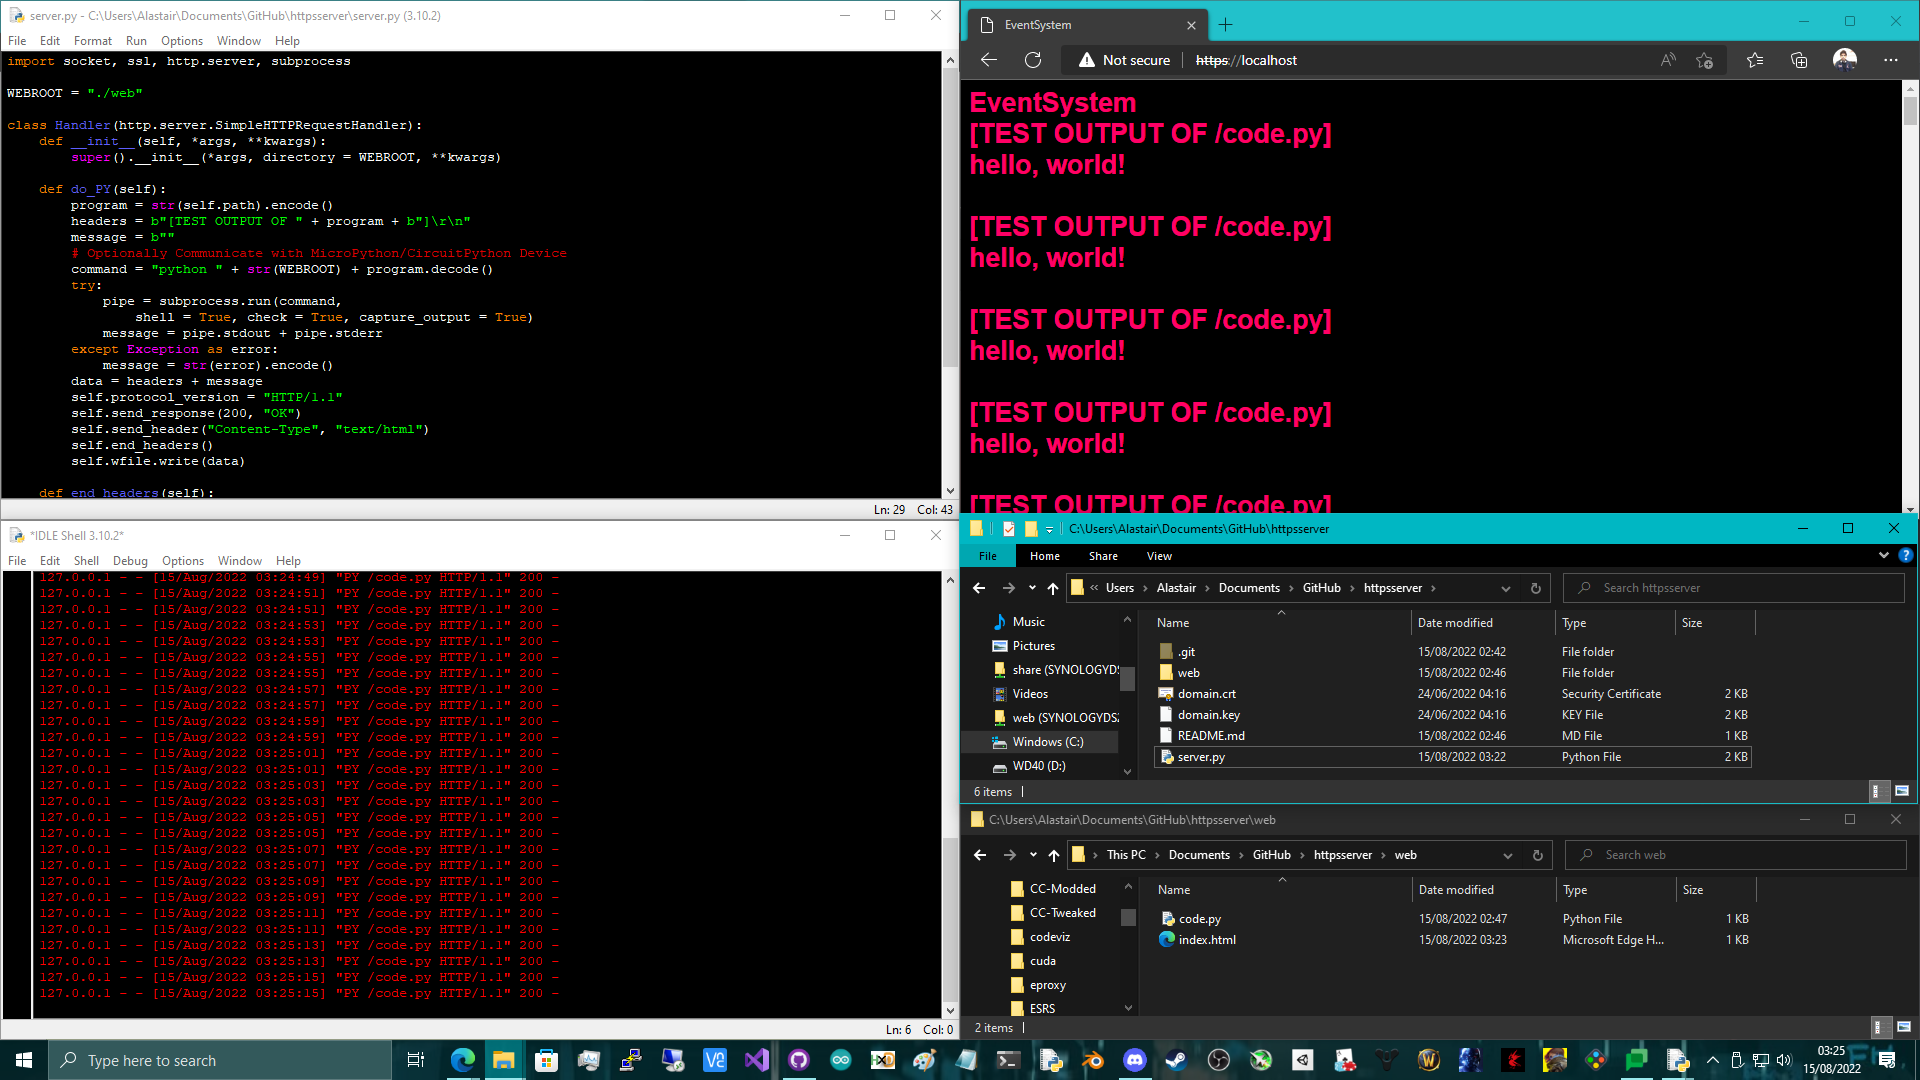 server.py - C:\Users\Alastair\Documents\GitHub\httpsserver\server.py (3.10.2)
File Edit Format Run Options Window Help
import socket, ssl, http.server, subprocess
WEBROOT = "./web"
class Handler(http.server.SimpleHTTPRequestHandler):
    def __init__(self, *args, **kwargs):
        super().__init__(*args, directory = WEBROOT, **kwargs)
    def do_PY(self):
        program = str(self.path).encode()
        headers = b"[TEST OUTPUT OF " + program + b"]\r\n"
        message = b""
        # Optionally Communicate with MicroPython/CircuitPython Device
        command = "python " + str(WEBROOT) + program.decode()
        try:
            pipe = subprocess.run(command,
                shell = True, check = True, capture_output = True)
            message = pipe.stdout + pipe.stderr
        except Exception as error:
            message = str(error).encode()
        data = headers + message
        self.protocol_version = "HTTP/1.1"
        self.send_response(200, "OK")
        self.send_header("Content-Type", "text/html")
        self.end_headers()
        self.wfile.write(data)
    def end_headers(self):
Ln: 29 Col: 43
*IDLE Shell 3.10.2*
File Edit Shell Debug Options Window Help
127.0.0.1 - - [15/Aug/2022 03:24:49] "PY /code.py HTTP/1.1" 200 -
127.0.0.1 - - [15/Aug/2022 03:24:51] "PY /code.py HTTP/1.1" 200 -
127.0.0.1 - - [15/Aug/2022 03:24:51] "PY /code.py HTTP/1.1" 200 -
127.0.0.1 - - [15/Aug/2022 03:24:53] "PY /code.py HTTP/1.1" 200 -
127.0.0.1 - - [15/Aug/2022 03:24:53] "PY /code.py HTTP/1.1" 200 -
127.0.0.1 - - [15/Aug/2022 03:24:53] "PY /code.py HTTP/1.1" 200 -
127.0.0.1 - - [15/Aug/2022 03:24:55] "PY /code.py HTTP/1.1" 200 -
127.0.0.1 - - [15/Aug/2022 03:24:55] "PY /code.py HTTP/1.1" 200 -
127.0.0.1 - - [15/Aug/2022 03:24:57] "PY /code.py HTTP/1.1" 200 -
127.0.0.1 - - [15/Aug/2022 03:24:57] "PY /code.py HTTP/1.1" 200 -
127.0.0.1 - - [15/Aug/2022 03:24:59] "PY /code.py HTTP/1.1" 200 -
127.0.0.1 - - [15/Aug/2022 03:24:59] "PY /code.py HTTP/1.1" 200 -
127.0.0.1 - - [15/Aug/2022 03:25:01] "PY /code.py HTTP/1.1" 200 -
127.0.0.1 - - [15/Aug/2022 03:25:01] "PY /code.py HTTP/1.1" 200 -
127.0.0.1 - - [15/Aug/2022 03:25:03] "PY /code.py HTTP/1.1" 200 -
127.0.0.1 - - [15/Aug/2022 03:25:03] "PY /code.py HTTP/1.1" 200 -
127.0.0.1 - - [15/Aug/2022 03:25:05] "PY /code.py HTTP/1.1" 200 -
127.0.0.1 - - [15/Aug/2022 03:25:05] "PY /code.py HTTP/1.1" 200 -
127.0.0.1 - - [15/Aug/2022 03:25:07] "PY /code.py HTTP/1.1" 200 -
127.0.0.1 - - [15/Aug/2022 03:25:07] "PY /code.py HTTP/1.1" 200 -
127.0.0.1 - - [15/Aug/2022 03:25:09] "PY /code.py HTTP/1.1" 200 -
127.0.0.1 - - [15/Aug/2022 03:25:09] "PY /code.py HTTP/1.1" 200 -
127.0.0.1 - - [15/Aug/2022 03:25:11] "PY /code.py HTTP/1.1" 200 -
127.0.0.1 - - [15/Aug/2022 03:25:11] "PY /code.py HTTP/1.1" 200 -
127.0.0.1 - - [15/Aug/2022 03:25:13] "PY /code.py HTTP/1.1" 200 -
127.0.0.1 - - [15/Aug/2022 03:25:13] "PY /code.py HTTP/1.1" 200 -
127.0.0.1 - - [15/Aug/2022 03:25:15] "PY /code.py HTTP/1.1" 200 -
127.0.0.1 - - [15/Aug/2022 03:25:15] "PY /code.py HTTP/1.1" 200 -
Ln: 6 Col: 0
EventSystem
Not secure https://localhost
EventSystem
[TEST OUTPUT OF /code.py]
hello, world!
[TEST OUTPUT OF /code.py]
hello, world!
[TEST OUTPUT OF /code.py]
hello, world!
[TEST OUTPUT OF /code.py]
hello, world!
[TEST OUTPUT OF /code.py]
C:\Users\Alastair\Documents\GitHub\httpsserver
File Home Share View
« Users > Alastair > Documents > GitHub > httpsserver >
Search httpsserver
Music
Pictures
share (SYNOLOGYDS
Videos
web (SYNOLOGYDS
Windows (C:)
WD40 (D:)
Name Date modified Type Size
.git 15/08/2022 02:42 File folder
web 15/08/2022 02:46 File folder
domain.crt 24/06/2022 04:16 Security Certificate 2 KB
domain.key 24/06/2022 04:16 KEY File 2 KB
README.md 15/08/2022 02:46 MD File 1 KB
server.py 15/08/2022 03:22 Python File 2 KB
6 items
C:\Users\Alastair\Documents\GitHub\httpsserver\web
This PC > Documents > GitHub > httpsserver > web
Search web
CC-Modded
CC-Tweaked
codeviz
cuda
eproxy
ESRS
Name Date modified Type Size
code.py 15/08/2022 02:47 Python File 1 KB
index.html 15/08/2022 03:23 Microsoft Edge H... 1 KB
2 items
Type here to search
03:25
15/08/2022